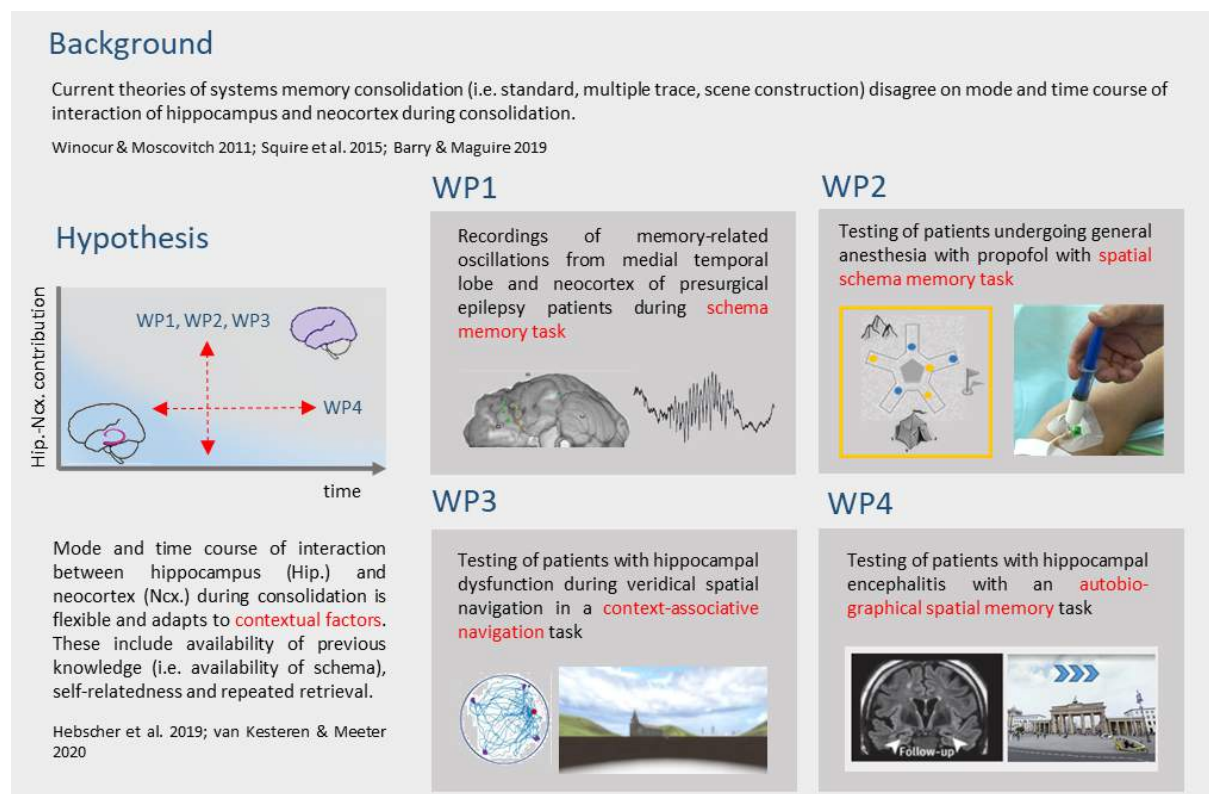 Background
Current theories of systems memory consolidation (i.e. standard, multiple trace, scene construction) disagree on mode and time course of
interaction of hippocampus and neocortex during consolidation.
Winocur & Moscovitch 2011; Squire et al. 2015; Barry & Maguire 2019
Hypothesis
Hip.-Ncx. contribution
WP1, WP2, WP3
WP4
time
Mode and time course of interaction
between hippocampus (Hip.) and
neocortex (Ncx.) during consolidation is
flexible and adapts to contextual factors.
These include availability of previous
knowledge (i.e. availability of schema),
self-relatedness and repeated retrieval.
Hebscher et al. 2019; van Kesteren & Meeter
2020
WP1
Recordings of memory-related
oscillations from medial temporal
lobe and neocortex of presurgical
epilepsy patients during schema
memory task
WP2
Testing of patients undergoing general
anesthesia with propofol with spatial
schema memory task
WP3
Testing of patients with hippocampal
dysfunction during veridical spatial
navigation in a context-associative
navigation task
WP4
Testing of patients with hippocampal
encephalitis with an autobio-
graphical spatial memory task
Follow-up